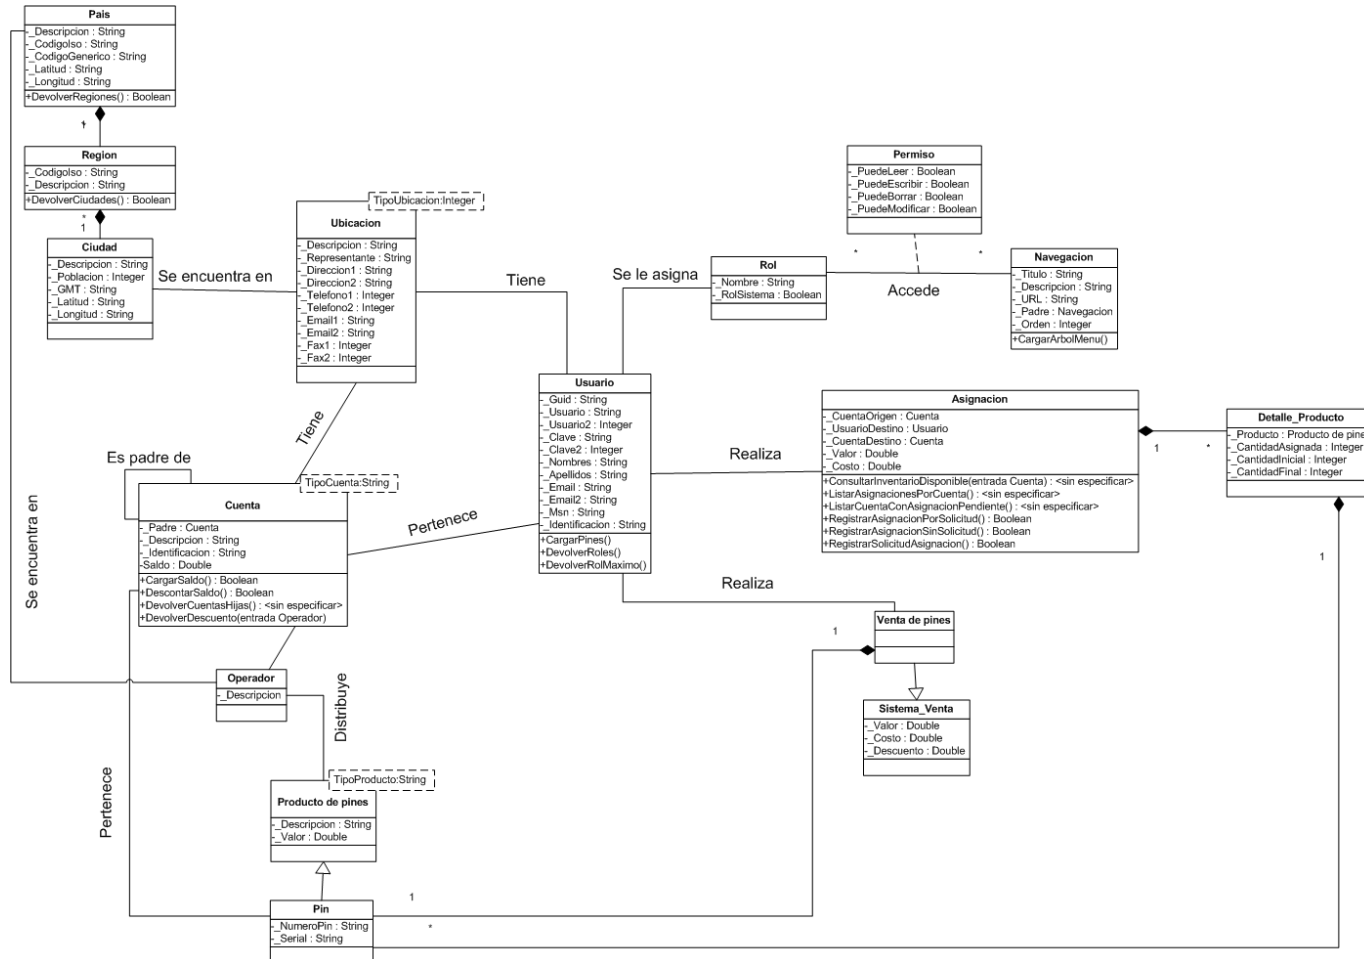 Pais
-_Descripcion : String
-_CodigoIso : String
-_CodigoGenerico : String
-_Latitud : String
-_Longitud : String
+DevolverRegiones() : Boolean
1
Region
-_CodigoIso : String
-_Descripcion : String
+DevolverCiudades() : Boolean
*
1
Ciudad
-_Descripcion : String
-_Poblacion : Integer
-_GMT : String
-_Latitud : String
-_Longitud : String
Se encuentra en
TipoUbicacion:Integer
Ubicacion
-_Descripcion : String
-_Representante : String
-_Direccion1 : String
-_Direccion2 : String
-_Telefono1 : Integer
-_Telefono2 : Integer
-_Email1 : String
-_Email2 : String
-_Fax1 : Integer
-_Fax2 : Integer
Tiene
Se le asigna
Rol
-_Nombre : String
-_RolSistema : Boolean
Permiso
-_PuedeLeer : Boolean
-_PuedeEscribir : Boolean
-_PuedeBorrar : Boolean
-_PuedeModificar : Boolean
*
*
Accede
Navegacion
-_Titulo : String
-_Descripcion : String
-_URL : String
-_Padre : Navegacion
-_Orden : Integer
+CargarArbolMenu()
Usuario
-_Guid : String
-_Usuario : String
-_Usuario2 : Integer
-_Clave : String
-_Clave2 : Integer
-_Nombres : String
-_Apellidos : String
-_Email : String
-_Email2 : String
-_Msn : String
-_Identificacion : String
+CargarPines()
+DevolverRoles()
+DevolverRolMaximo()
Realiza
Asignacion
-_CuentaOrigen : Cuenta
-_UsuarioDestino : Usuario
-_CuentaDestino : Cuenta
-_Valor : Double
-_Costo : Double
+ConsultarInventarioDisponible(entrada Cuenta) : <sin especificar>
+ListarAsignacionesPorCuenta() : <sin especificar>
+ListarCuentaConAsignacionPendiente() : <sin especificar>
+RegistrarAsignacionPorSolicitud() : Boolean
+RegistrarAsignacionSinSolicitud() : Boolean
+RegistrarSolicitudAsignacion() : Boolean
1
*
Detalle_Producto
-_Producto : Producto de pines
-_CantidadAsignada : Integer
-_CantidadInicial : Integer
-_CantidadFinal : Integer
1
Tiene
Es padre de
TipoCuenta:String
Cuenta
-_Padre : Cuenta
-_Descripcion : String
-_Identificacion : String
-Saldo : Double
+CargarSaldo() : Boolean
+DescontarSaldo() : Boolean
+DevolverCuentasHijas() : <sin especificar>
+DevolverDescuento(entrada Operador)
Pertenece
Se encuentra en
Realiza
1
Venta de pines
Sistema_Venta
-_Valor : Double
-_Costo : Double
-_Descuento : Double
Operador
-_Descripcion
Distribuye
Pertenece
TipoProducto:String
Producto de pines
-_Descripcion : String
-_Valor : Double
1
*
Pin
-_NumeroPin : String
-_Serial : String